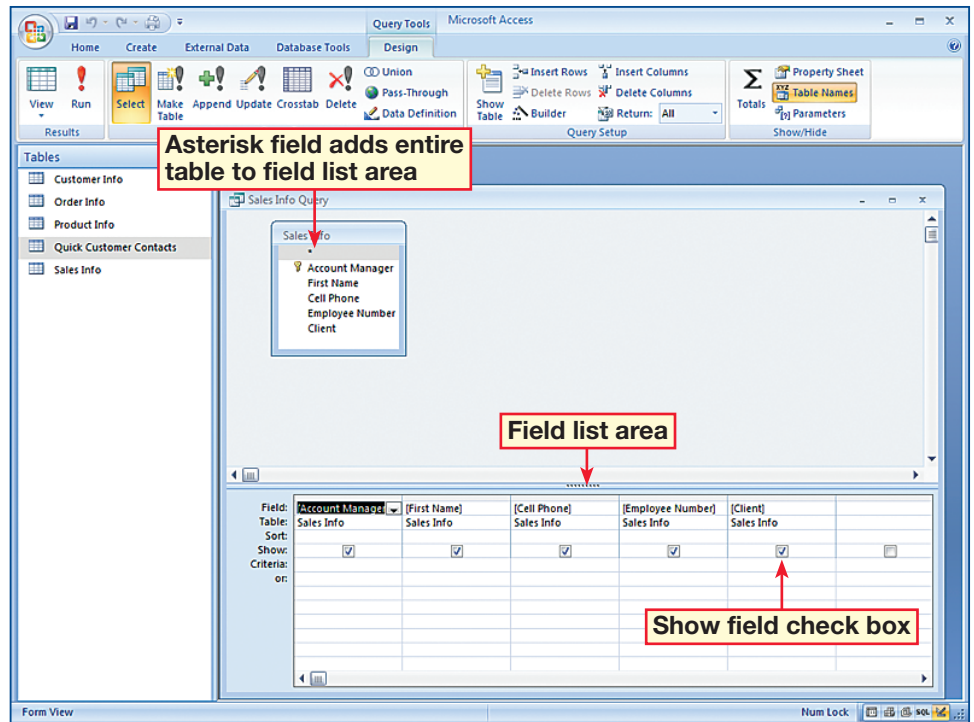 Query Tools Microsoft Access
Home Create External Data Database Tools Design
View
Run
Select
Make
Table
Append
Update
Crosstab
Delete
Union
Pass-Through
Data Definition
Show
Table
Insert Rows
Delete Rows
Builder
Insert Columns
Delete Columns
Return: All
Σ
Totals
Property Sheet
XYZ
Table Names
[?] Parameters
Results
Query Setup
Show/Hide
Asterisk field adds entire
table to field list area
Tables
Customer Info
Order Info
Product Info
Quick Customer Contacts
Sales Info
Sales Info Query
Sales Info
*
Account Manager
First Name
Cell Phone
Employee Number
Client
Field list area
Field: [Account Manager [First Name] [Cell Phone] [Employee Number] [Client]
Table: Sales Info Sales Info Sales Info Sales Info Sales Info
Sort:
Show:
Criteria:
or:
Show field check box
Form View
Num Lock
SQL